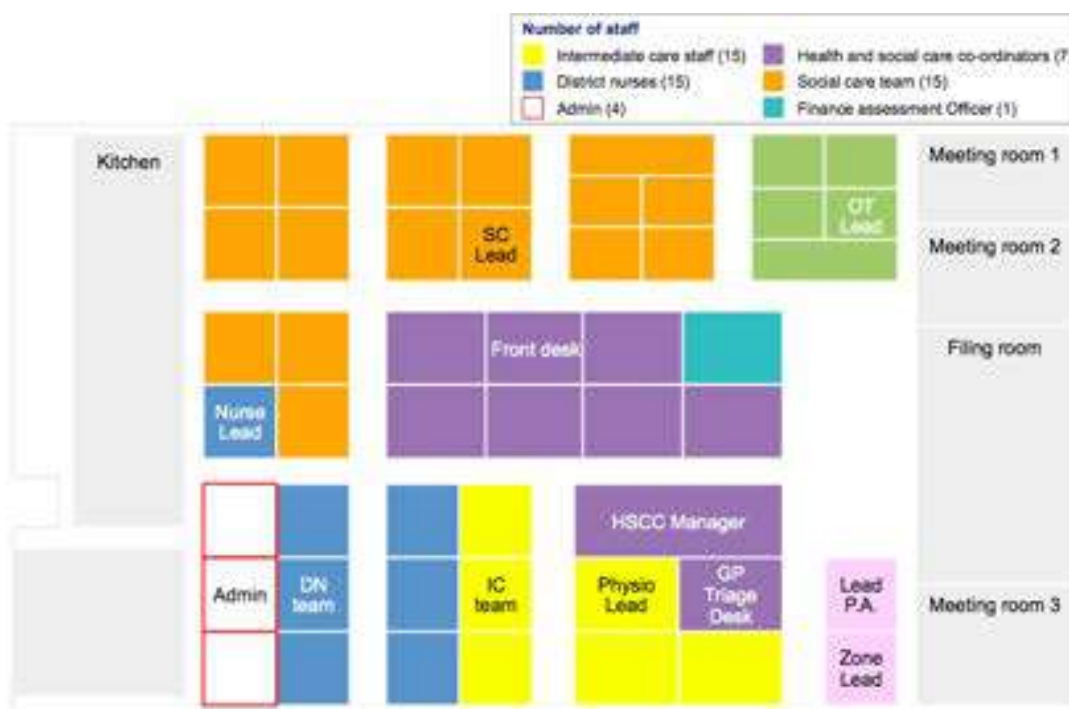 Number of staff
Intermediate care staff (15)
Health and social care co-ordinators (7
District nurses (15)
Social care team (15)
Admin (4)
Finance assessment Officer (1)
Kitchen
Meeting room 1
OT
Lead
SC
Lead
Meeting room 2
Front desk
Filing room
Nurse
Lead
HSCC Manager
Admin
DN
team
IC
team
Physio
Lead
GP
Triage
Desk
Lead
P.A.
Meeting room 3
Zone
Lead